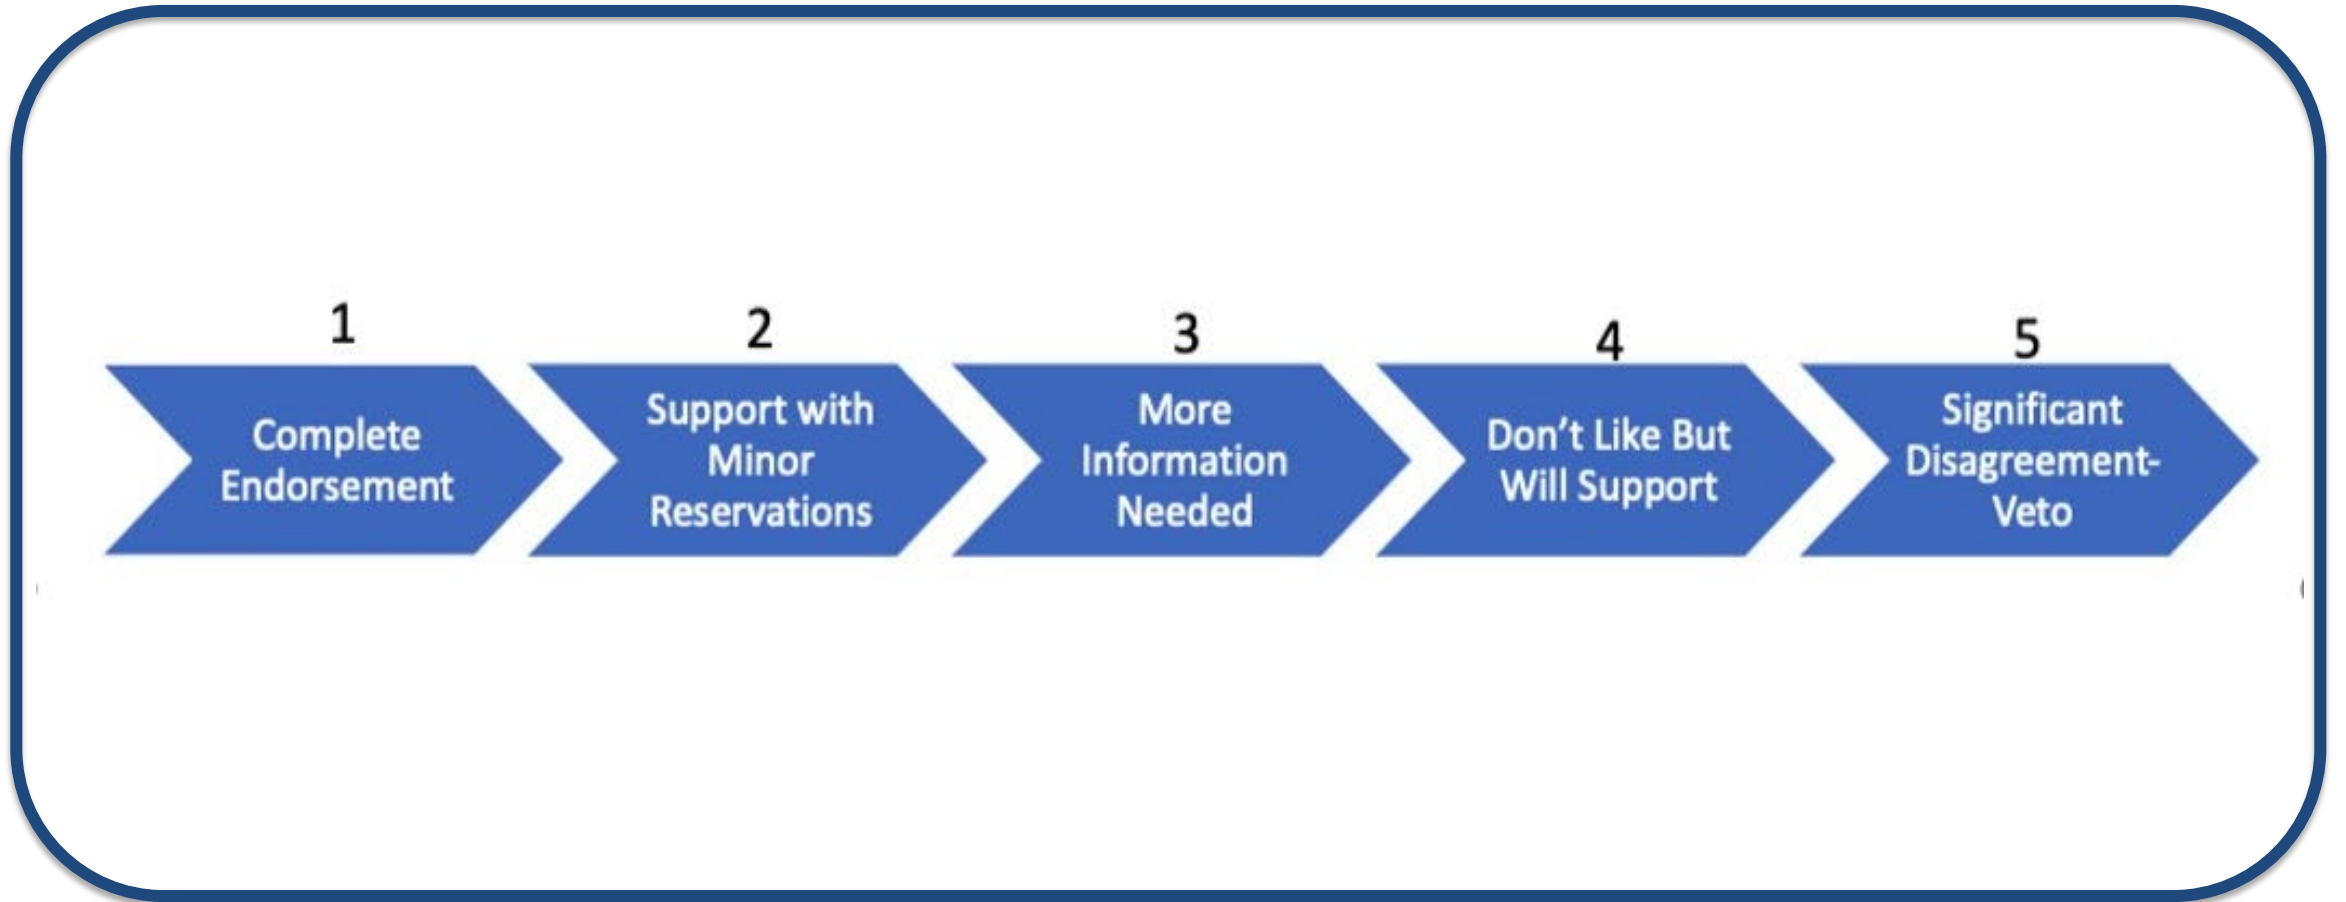 1
Complete
Endorsement
2
Support with
Minor
Reservations
3
More
Information
Needed
4
Don’t Like But
Will Support
5
Significant
Disagreement-
Veto